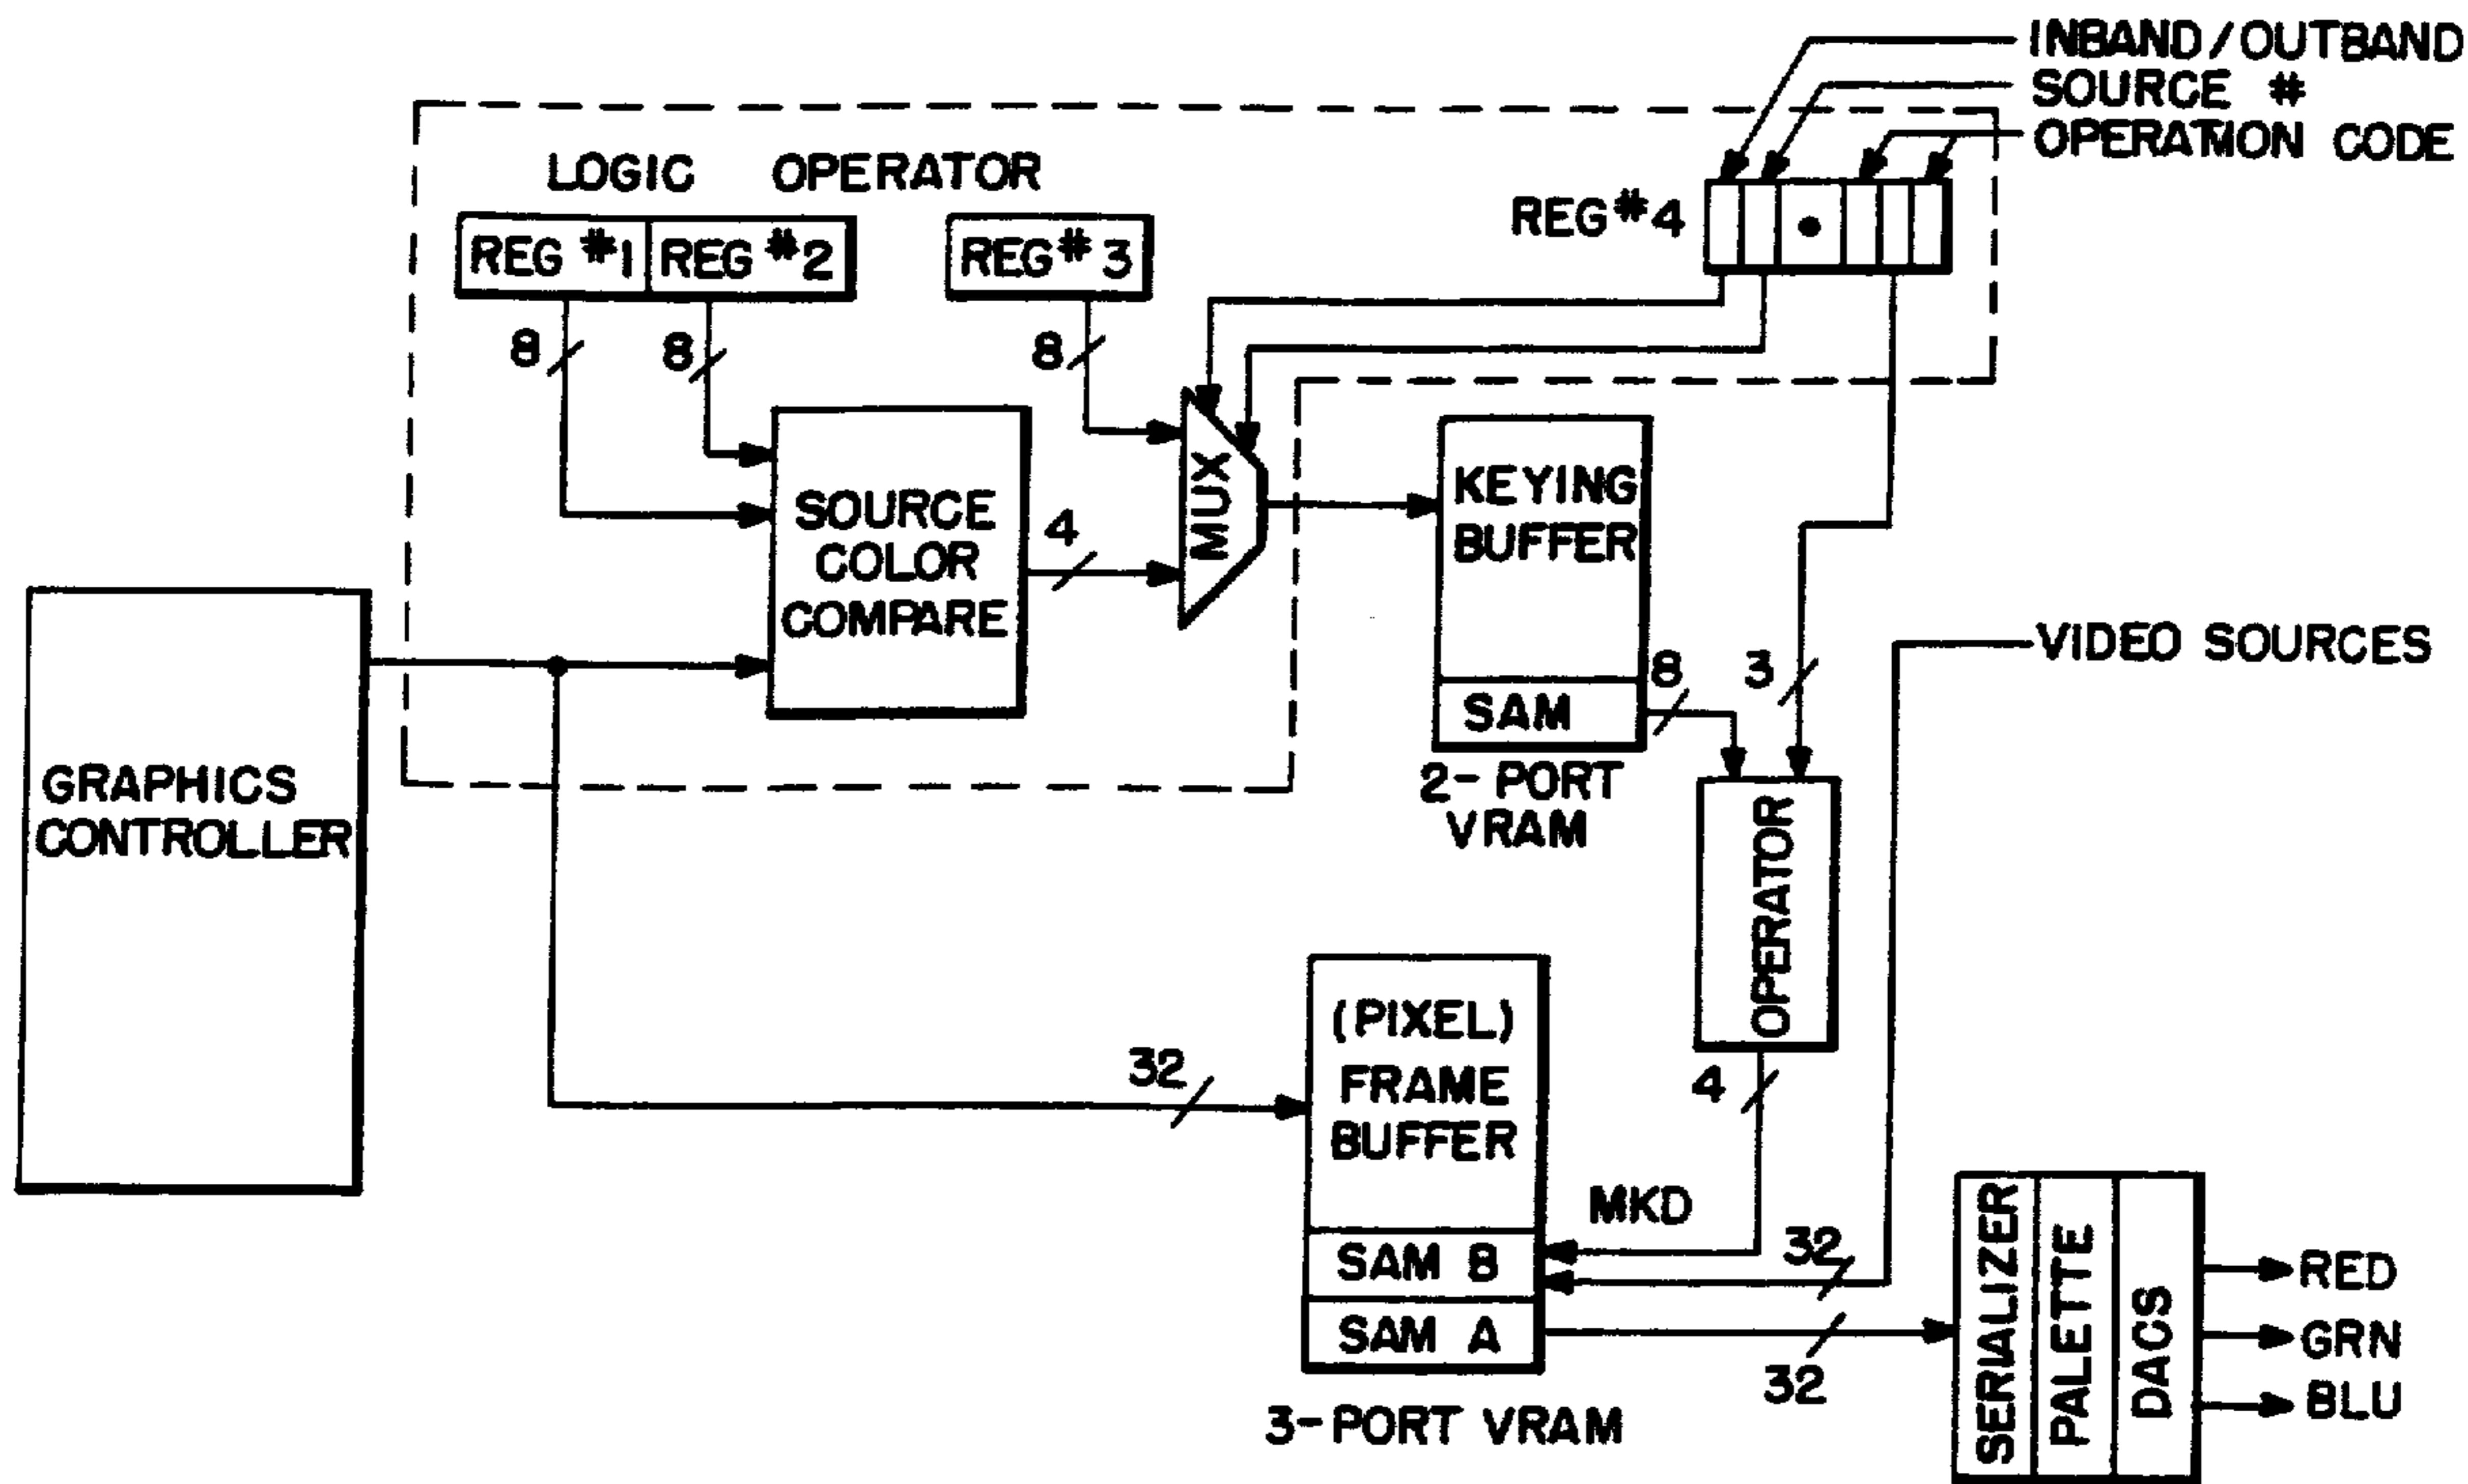 INBAND/OUTBAND
SOURCE #
OPERATION CODE
LOGIC OPERATOR
REG #1
REG #2
REG #3
REG #4
8
8
8
SOURCE
COLOR
COMPARE
4
MUX
KEYING
BUFFER
SAM
2-PORT
VRAM
8
3
VIDEO SOURCES
GRAPHICS
CONTROLLER
OPERATOR
4
32
(PIXEL)
FRAME
BUFFER
SAM B
SAM A
3-PORT VRAM
MKD
32
32
SERIALIZER
PALETTE
DACS
RED
GRN
BLU